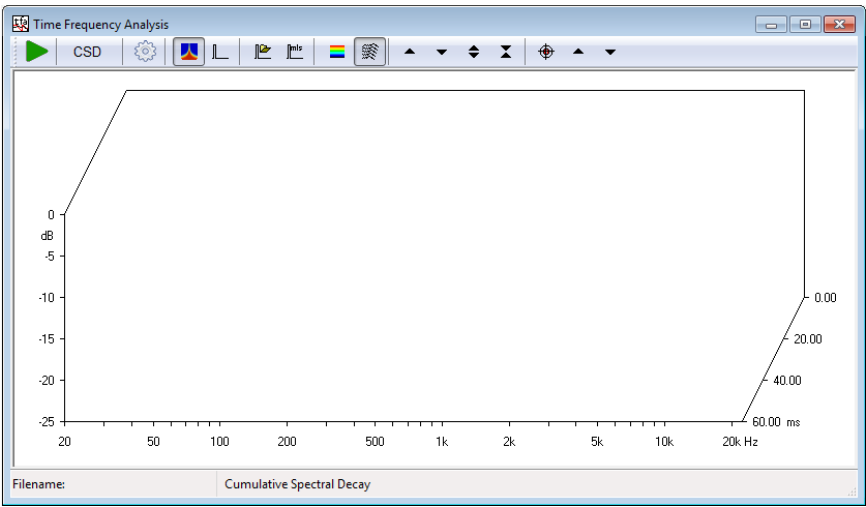 Time Frequency Analysis
CSD
mls
0
dB
-5
-10
-15
-20
-25
0.00
20.00
40.00
60.00 ms
20 50 100 200 500 1k 2k 5k 10k 20k Hz
Filename: Cumulative Spectral Decay